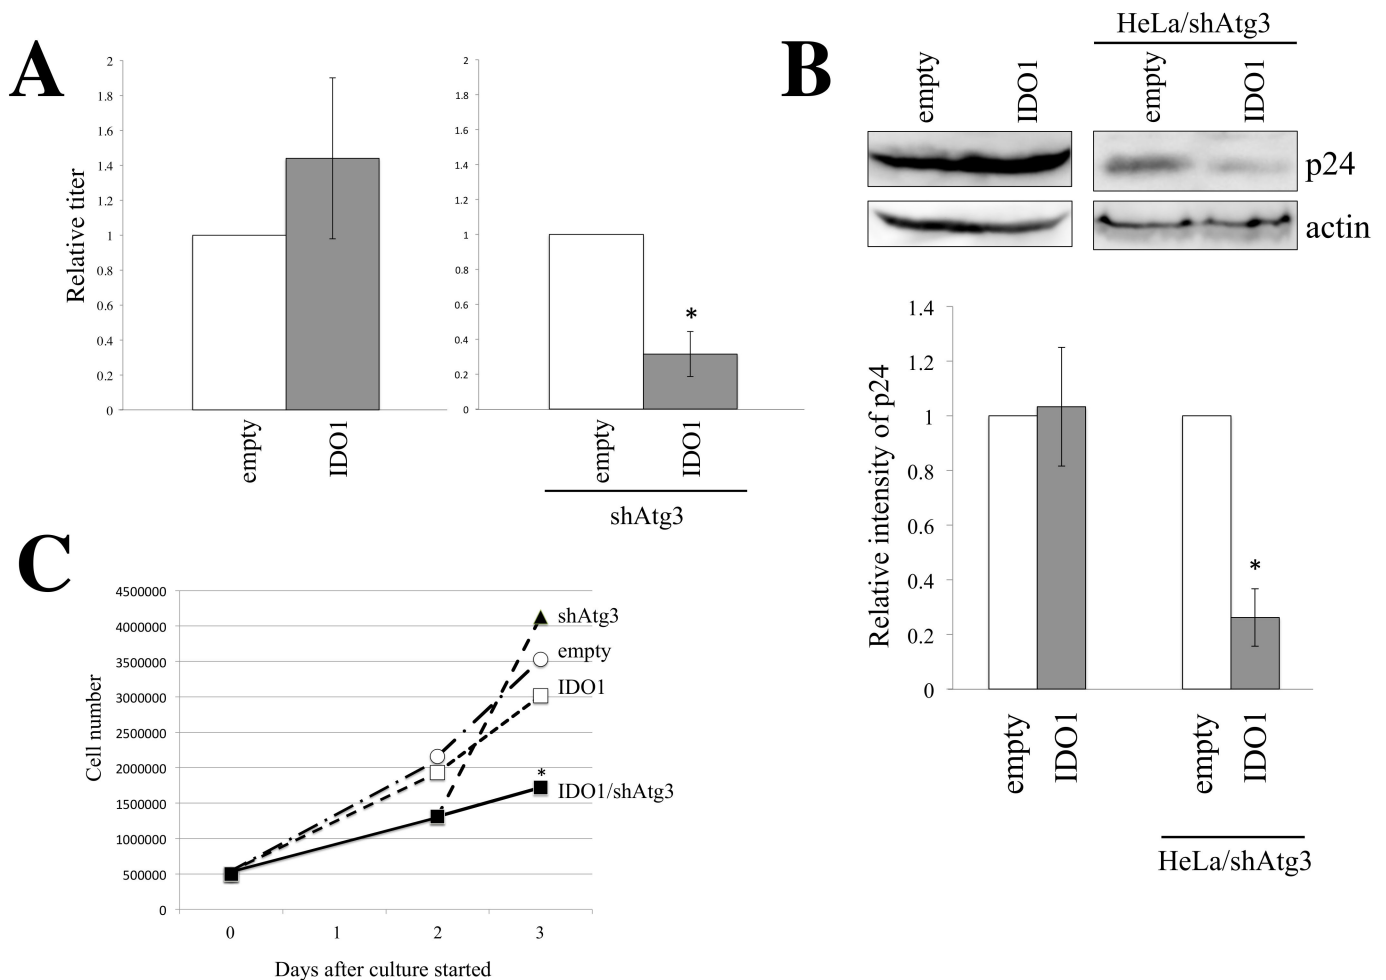 A
2
1.8
1.6
1.4
1.2
1
0.8
0.6
0.4
0.2
0
Relative titer
empty
IDO1
2
1.8
1.6
1.4
1.2
1
0.8
0.6
0.4
0.2
0
*
empty
IDO1
shAtg3
B
HeLa/shAtg3
empty
IDO1
empty
IDO1
p24
actin
1.4
1.2
1
0.8
0.6
0.4
0.2
0
Relative intensity of p24
*
empty
IDO1
empty
IDO1
HeLa/shAtg3
C
4500000
4000000
3500000
3000000
2500000
2000000
1500000
1000000
500000
0
Cell number
shAtg3
empty
IDO1
*
IDO1/shAtg3
0 1 2 3
Days after culture started